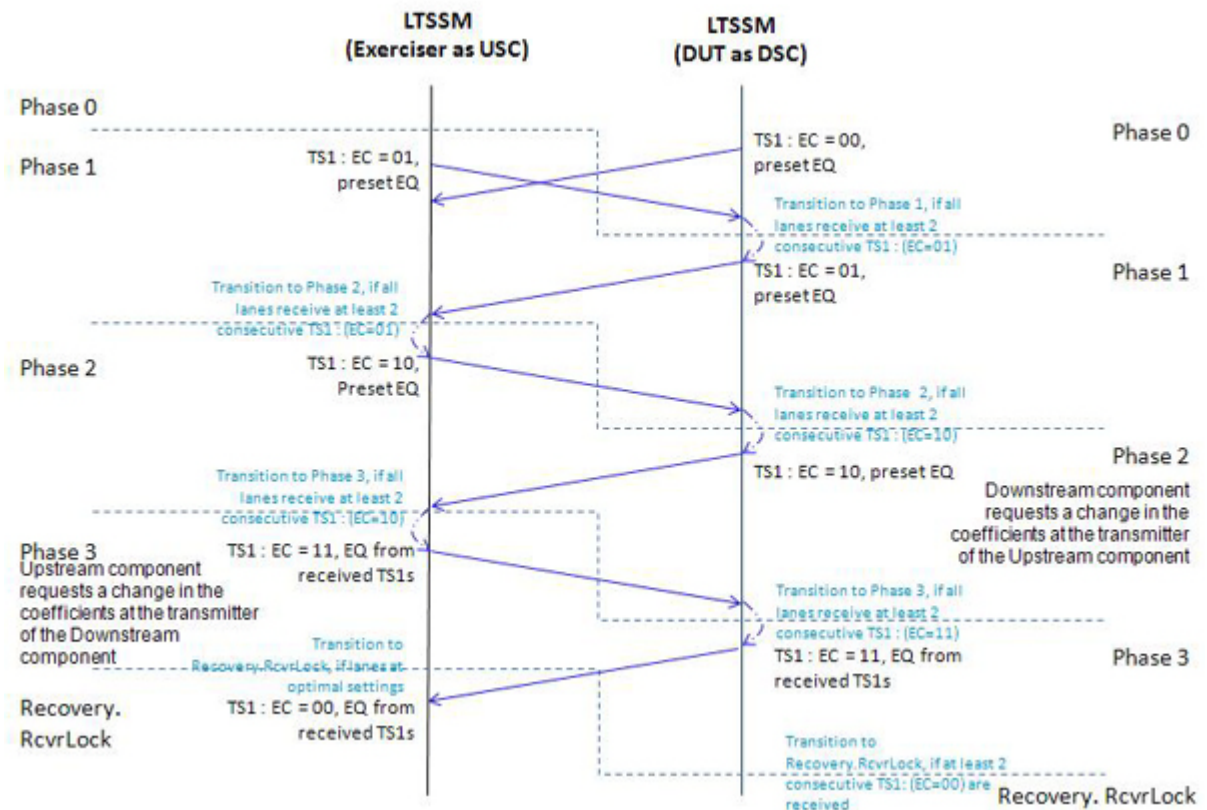 LTSSM
(Exerciser as USC)
LTSSM
(DUT as DSC)
Phase 0
Phase 0
Phase 1
TS1 : EC = 01,
preset EQ
TS1 : EC = 00,
preset EQ
Transition to Phase 1, if all
lanes receive at least 2
consecutive TS1 : (EC=01)
TS1 : EC = 01,
preset EQ
Phase 1
Transition to Phase 2, if all
lanes receive at least 2
consecutive TS1 : (EC=01)
Phase 2
TS1 : EC = 10,
Preset EQ
Transition to Phase 2, if all
lanes receive at least 2
consecutive TS1 : (EC=10)
Phase 2
TS1 : EC = 10, preset EQ
Downstream component
requests a change in the
coefficients at the transmitter
of the Upstream component
Transition to Phase 3, if all
lanes receive at least 2
consecutive TS1 : (EC=10)
Phase 3
Upstream component
requests a change in the
coefficients at the transmitter
of the Downstream
component
TS1 : EC = 11, EQ from
received TS1s
Transition to Phase 3, if all
lanes receive at least 2
consecutive TS1 : (EC=11)
TS1 : EC = 11, EQ from
received TS1s
Phase 3
Transition to
Recovery.RcvrLock, if lanes at
optimal settings
TS1 : EC = 00, EQ from
received TS1s
Recovery.
RcvrLock
Transition to
Recovery.RcvrLock, if at least 2
consecutive TS1: (EC=00) are
received
Recovery. RcvrLock